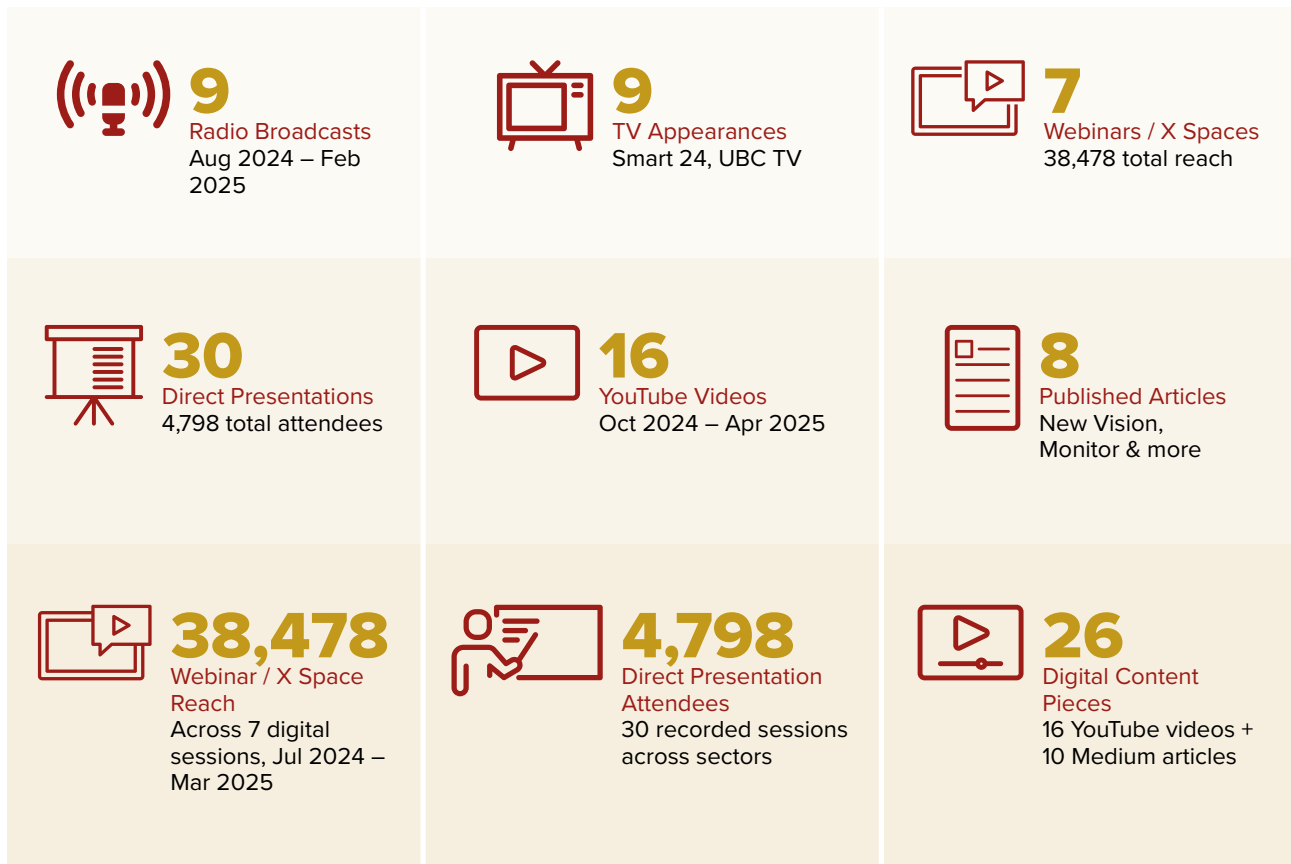 9
Radio Broadcasts
Aug 2024 – Feb
2025
9
TV Appearances
Smart 24, UBC TV
7
Webinars / X Spaces
38,478 total reach
30
Direct Presentations
4,798 total attendees
16
YouTube Videos
Oct 2024 – Apr 2025
8
Published Articles
New Vision,
Monitor & more
38,478
Webinar / X Space
Reach
Across 7 digital
sessions, Jul 2024 –
Mar 2025
4,798
Direct Presentation
Attendees
30 recorded sessions
across sectors
26
Digital Content
Pieces
16 YouTube videos +
10 Medium articles